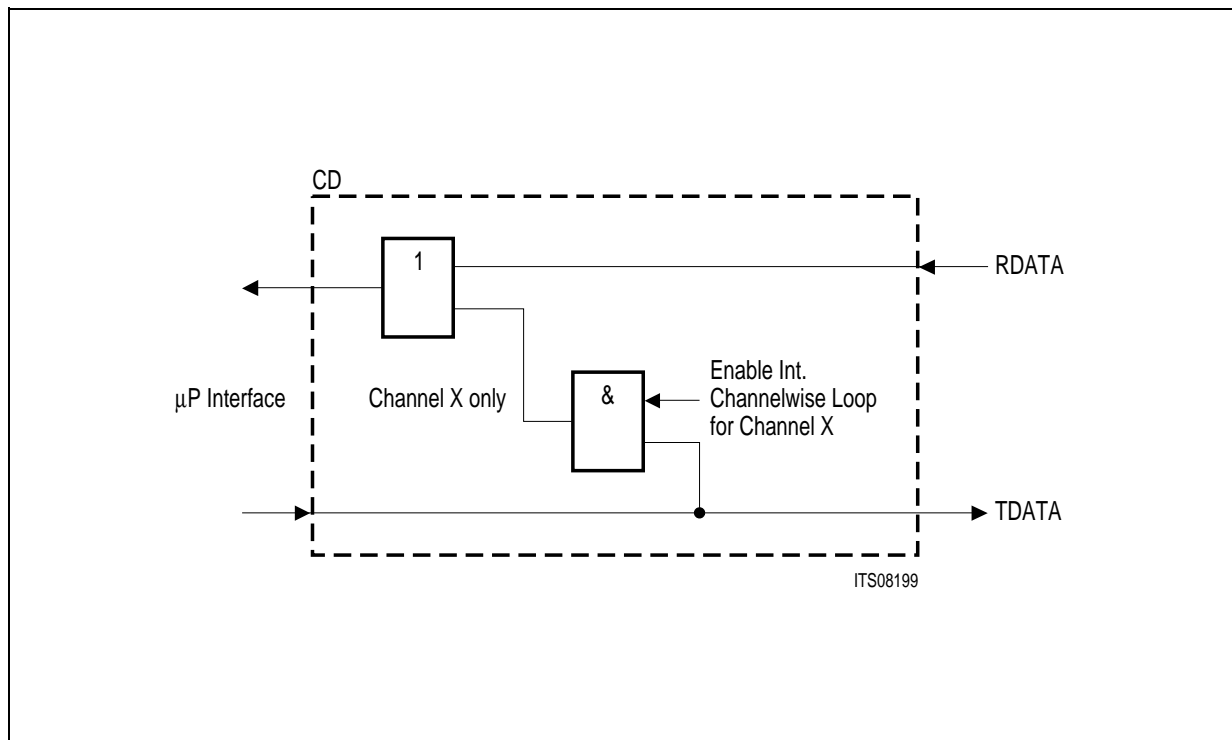 CD
1
RDATA
µP Interface
Channel X only
&
Enable Int.
Channelwise Loop
for Channel X
TDATA
ITS08199